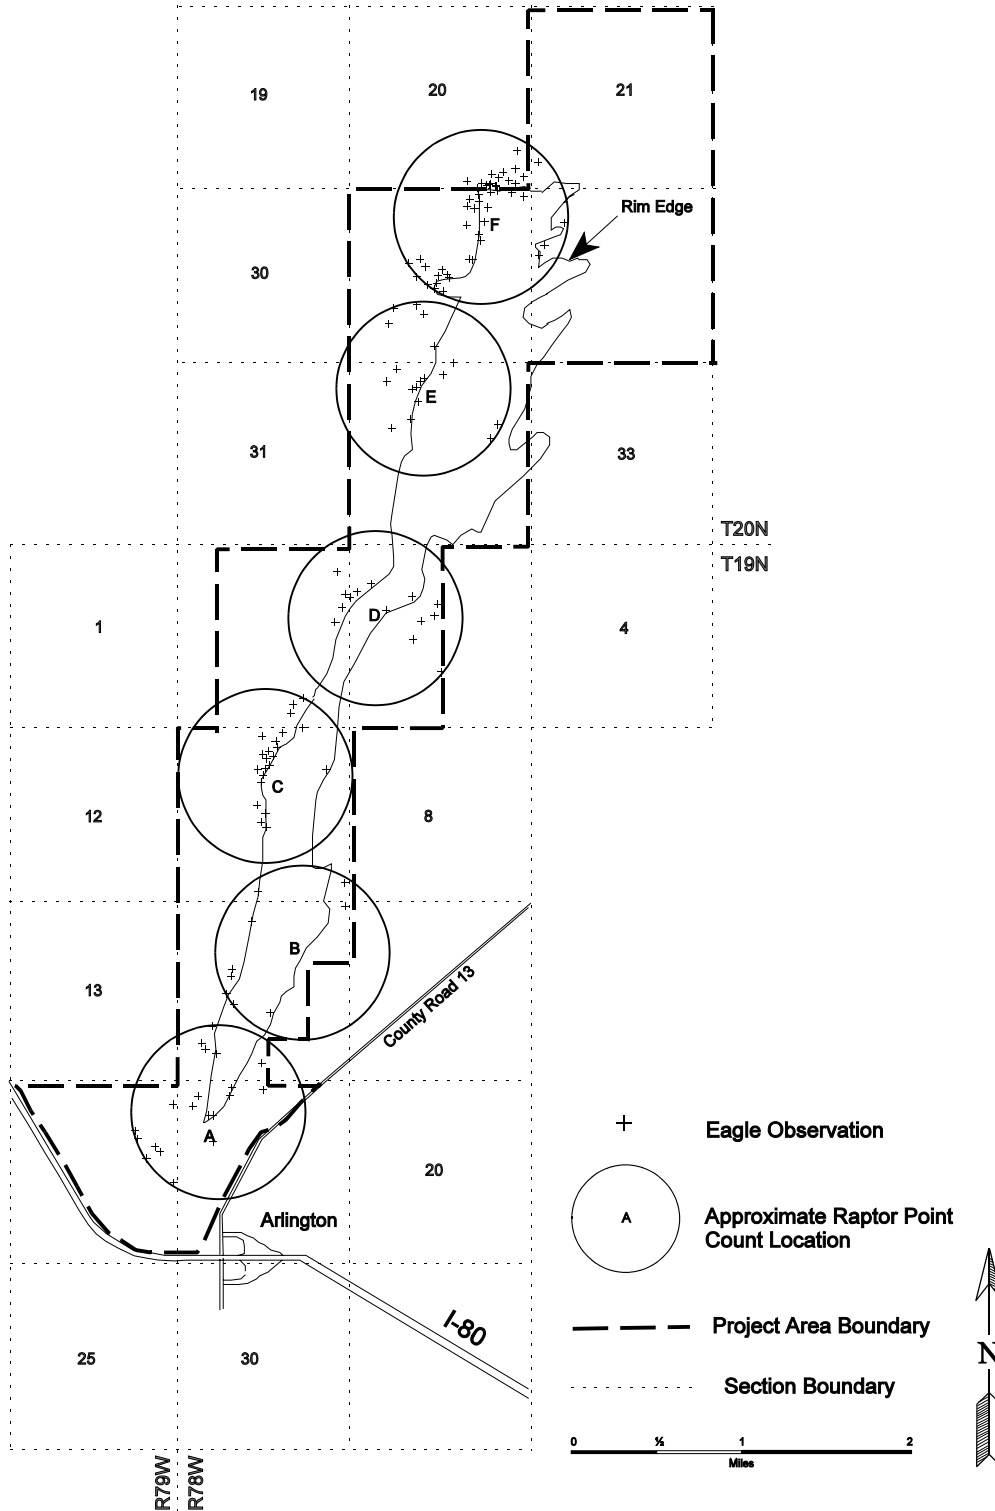 19
20
21
Rim Edge
F
30
E
31
33
T20N
T19N
1
D
4
C
12
8
B
13
County Road 13
A
20
Arlington
I-80
25
30
R79W
R78W
Eagle Observation
A
Approximate Raptor Point
Count Location
Project Area Boundary
Section Boundary
0 ½ 1 2
Miles
N